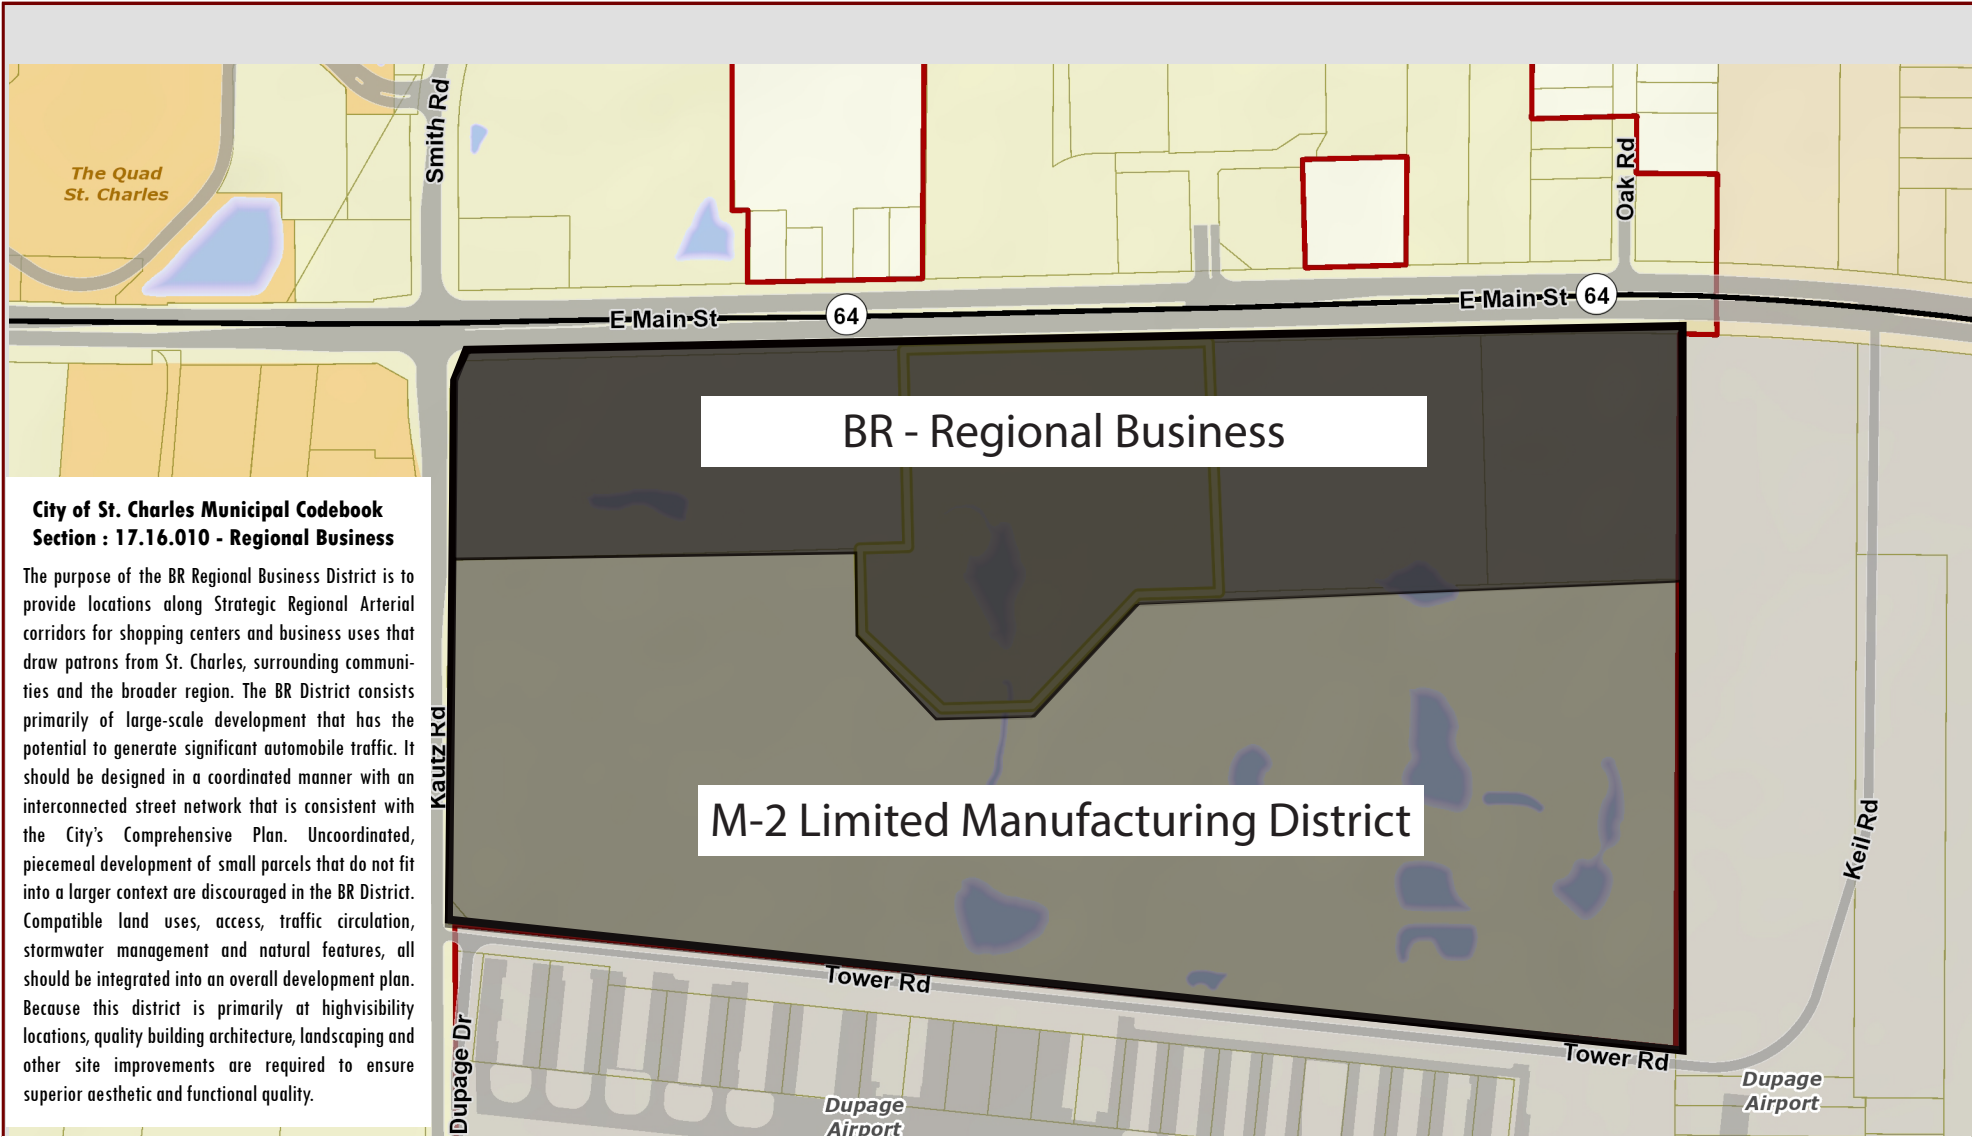 The Quad
St. Charles
Smith Rd
Oak Rd
E Main St
64
E Main St
64
BR - Regional Business
City of St. Charles Municipal Codebook
Section : 17.16.010 - Regional Business
The purpose of the BR Regional Business District is to
provide locations along Strategic Regional Arterial
corridors for shopping centers and business uses that
draw patrons from St. Charles, surrounding communi-
ties and the broader region. The BR District consists
primarily of large-scale development that has the
potential to generate significant automobile traffic. It
should be designed in a coordinated manner with an
interconnected street network that is consistent with
the City's Comprehensive Plan. Uncoordinated,
piecemeal development of small parcels that do not fit
into a larger context are discouraged in the BR District.
Compatible land uses, access, traffic circulation,
stormwater management and natural features, all
should be integrated into an overall development plan.
Because this district is primarily at highvisibility
locations, quality building architecture, landscaping and
other site improvements are required to ensure
superior aesthetic and functional quality.
Kautz Rd
M-2 Limited Manufacturing District
Keil Rd
Tower Rd
Tower Rd
Dupage Dr
Dupage
Airport
Dupage
Airport